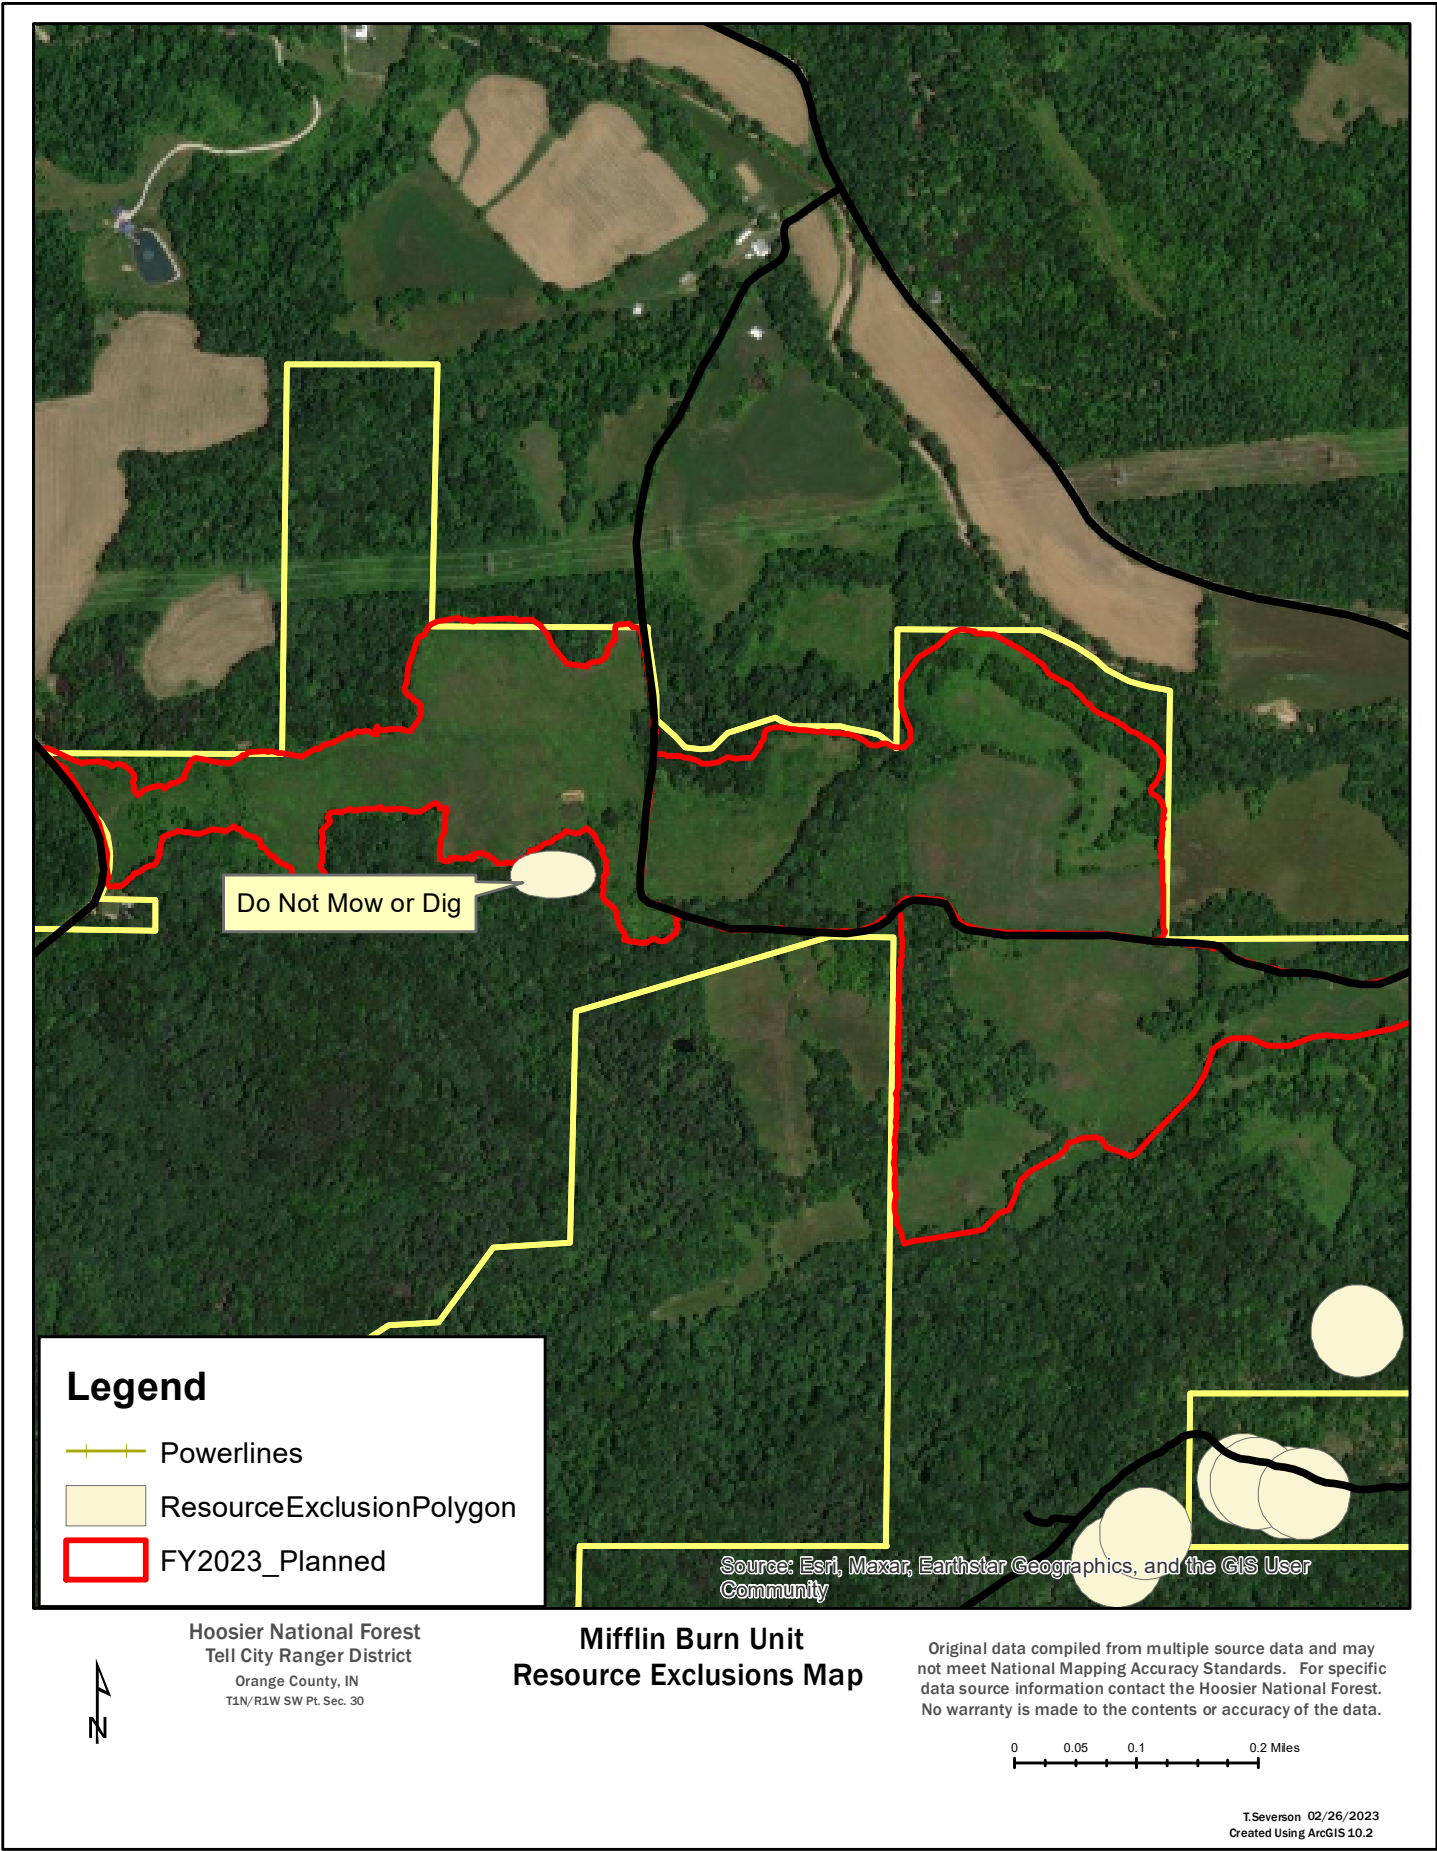 Do Not Mow or Dig
Legend
Powerlines
ResourceExclusionPolygon
FY2023_Planned
Source: Esri, Maxar, Earthstar Geographics, and the GIS User
Community
Hoosier National Forest
Tell City Ranger District
Orange County, IN
T1N/R1W SW Pt. Sec. 30
N
Mifflin Burn Unit
Resource Exclusions Map
Original data compiled from multiple source data and may
not meet National Mapping Accuracy Standards. For specific
data source information contact the Hoosier National Forest.
No warranty is made to the contents or accuracy of the data.
0 0.05 0.1 0.2 Miles
T.Severson 02/26/2023
Created Using ArcGIS 10.2